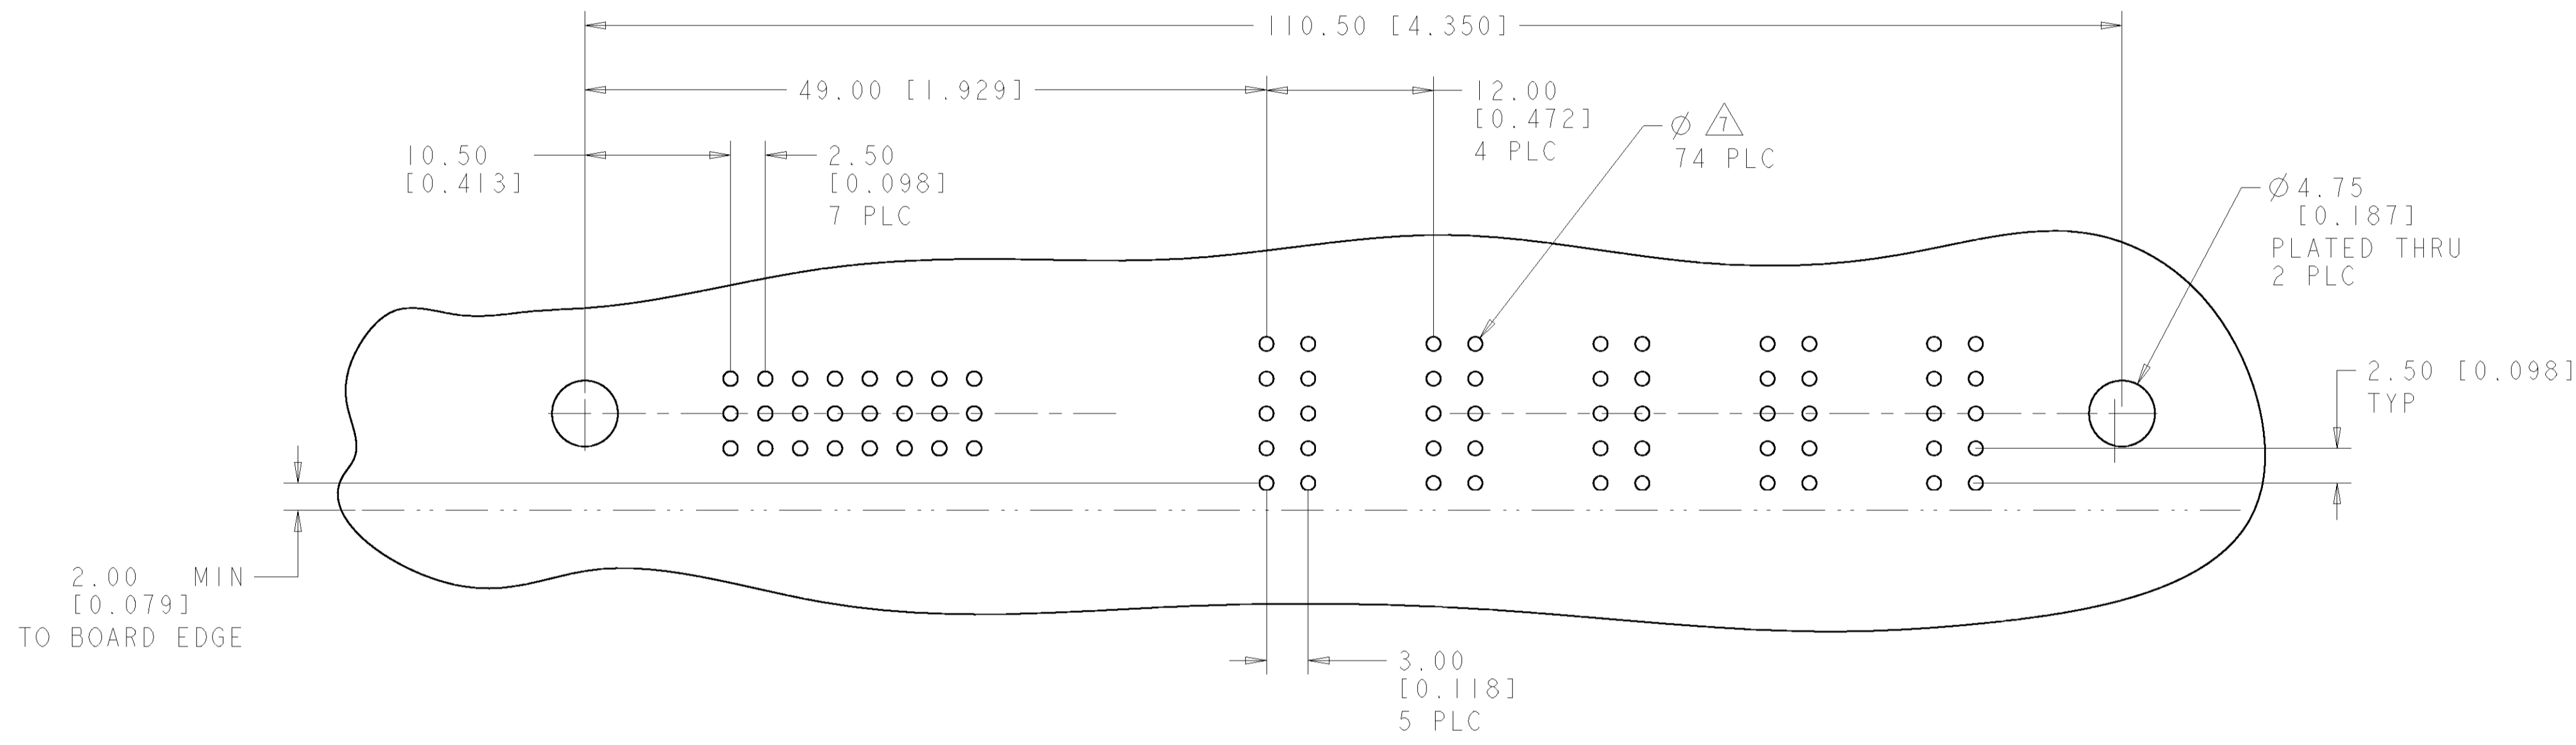 110.50 [4.350]
49.00 [1.929]
12.00
[0.472]
4 PLC
Ø 7
74 PLC
10.50
[0.413]
2.50
[0.098]
7 PLC
Ø4.75
[0.187]
PLATED THRU
2 PLC
2.50 [0.098]
TYP
2.00 MIN
[0.079]
TO BOARD EDGE
3.00
[0.118]
5 PLC